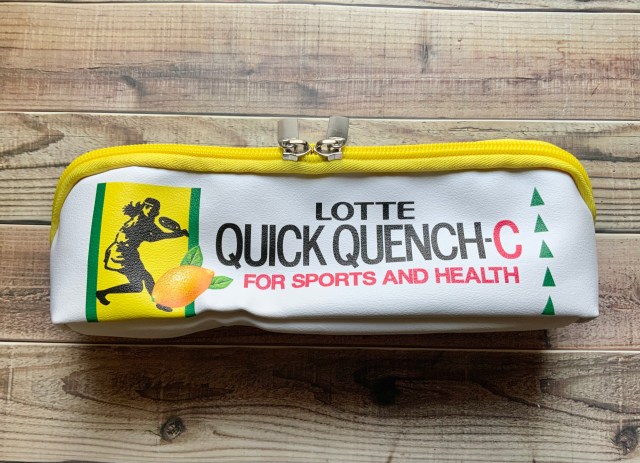 LOTTE
QUICK QUENCH-C
FOR SPORTS AND HEALTH